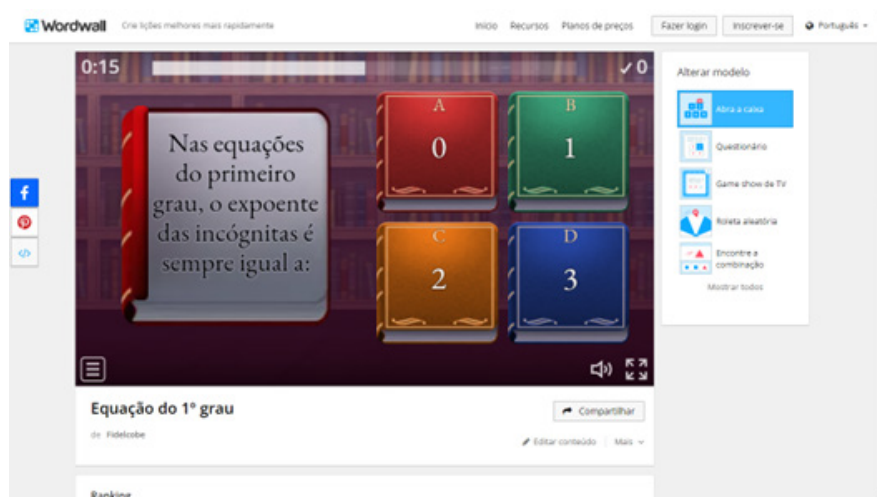 Wordwall Crie lições melhores mais rapidamente Início Recursos Planos de preços Fazer login Inscrever-se Português
0:15 ✓ 0
Nas equações
do primeiro
grau, o expoente
das incógnitas é
sempre igual a:
A
0
B
1
C
2
D
3
Equação do 1º grau
de Fidelcobe
Compartilhar
Editar conteúdo Mais
Ranking
Alterar modelo
Abra a caixa
Questionário
Game show de TV
Roleta aleatória
Encontre a
combinação
Mostrar todos